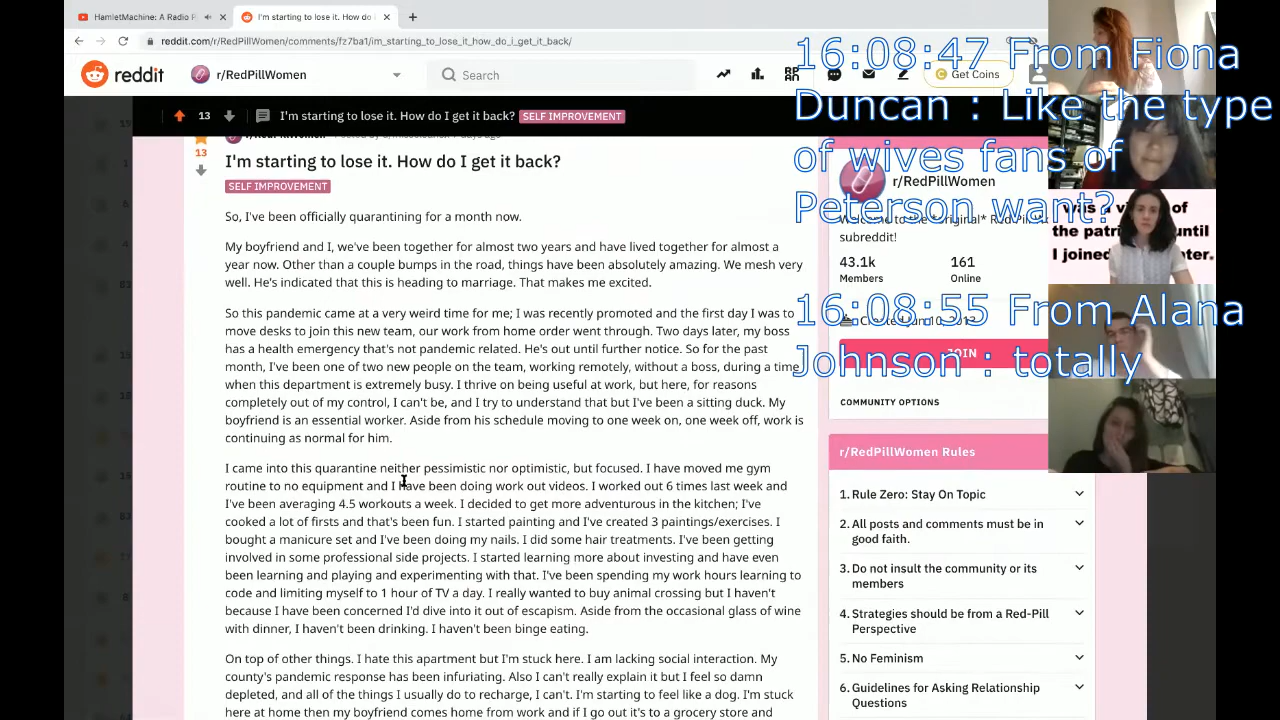 HamletMachine: A Radio P
I'm starting to lose it. How do I
reddit.com/r/RedPillWomen/comments/fz7ba1/im_starting_to_lose_it_how_do_i_get_it_back/
reddit
r/RedPillWomen
Search
Get Coins
13
I'm starting to lose it. How do I get it back?
SELF IMPROVEMENT
13
I'm starting to lose it. How do I get it back?
SELF IMPROVEMENT
So, I've been officially quarantining for a month now.
My boyfriend and I, we've been together for almost two years and have lived together for almost a
year now. Other than a couple bumps in the road, things have been absolutely amazing. We mesh very
well. He's indicated that this is heading to marriage. That makes me excited.
So this pandemic came at a very weird time for me; I was recently promoted and the first day I was to
move desks to join this new team, our work from home order went through. Two days later, my boss
has a health emergency that's not pandemic related. He's out until further notice. So for the past
month, I've been one of two new people on the team, working remotely, without a boss, during a time
when this department is extremely busy. I thrive on being useful at work, but here, for reasons
completely out of my control, I can't be, and I try to understand that but I've been a sitting duck. My
boyfriend is an essential worker. Aside from his schedule moving to one week on, one week off, work is
continuing as normal for him.
I came into this quarantine neither pessimistic nor optimistic, but focused. I have moved me gym
routine to no equipment and I have been doing work out videos. I worked out 6 times last week and
I've been averaging 4.5 workouts a week. I decided to get more adventurous in the kitchen; I've
cooked a lot of firsts and that's been fun. I started painting and I've created 3 paintings/exercises. I
bought a manicure set and I've been doing my nails. I did some hair treatments. I've been getting
involved in some professional side projects. I started learning more about investing and have even
been learning and playing and experimenting with that. I've been spending my work hours learning to
code and limiting myself to 1 hour of TV a day. I really wanted to buy animal crossing but I haven't
because I have been concerned I'd dive into it out of escapism. Aside from the occasional glass of wine
with dinner, I haven't been drinking. I haven't been binge eating.
On top of other things. I hate this apartment but I'm stuck here. I am lacking social interaction. My
county's pandemic response has been infuriating. Also I can't really explain it but I feel so damn
depleted, and all of the things I usually do to recharge, I can't. I'm starting to feel like a dog. I'm stuck
here at home then my boyfriend comes home from work and if I go out it's to a grocery store and
r/RedPillWomen
Welcome to the *original* Red Pill
subreddit!
43.1k
161
Members
Online
Created Jun 10, 2013
JOIN
COMMUNITY OPTIONS
r/RedPillWomen Rules
1. Rule Zero: Stay On Topic
2. All posts and comments must be in
good faith.
3. Do not insult the community or its
members
4. Strategies should be from a Red-Pill
Perspective
5. No Feminism
6. Guidelines for Asking Relationship
Questions
16:08:47 From Fiona
Duncan : Like the type
of wives fans of
Peterson want?
16:08:55 From Alana
Johnson : totally
was a of
the patri until
I joined ter.